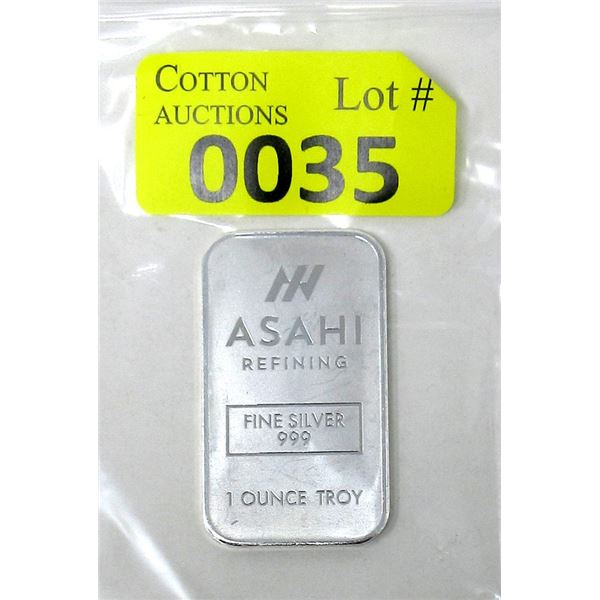 COTTON Lot #
AUCTIONS
0035
ASAHI
REFINING
FINE SILVER
999
1 OUNCE TROY